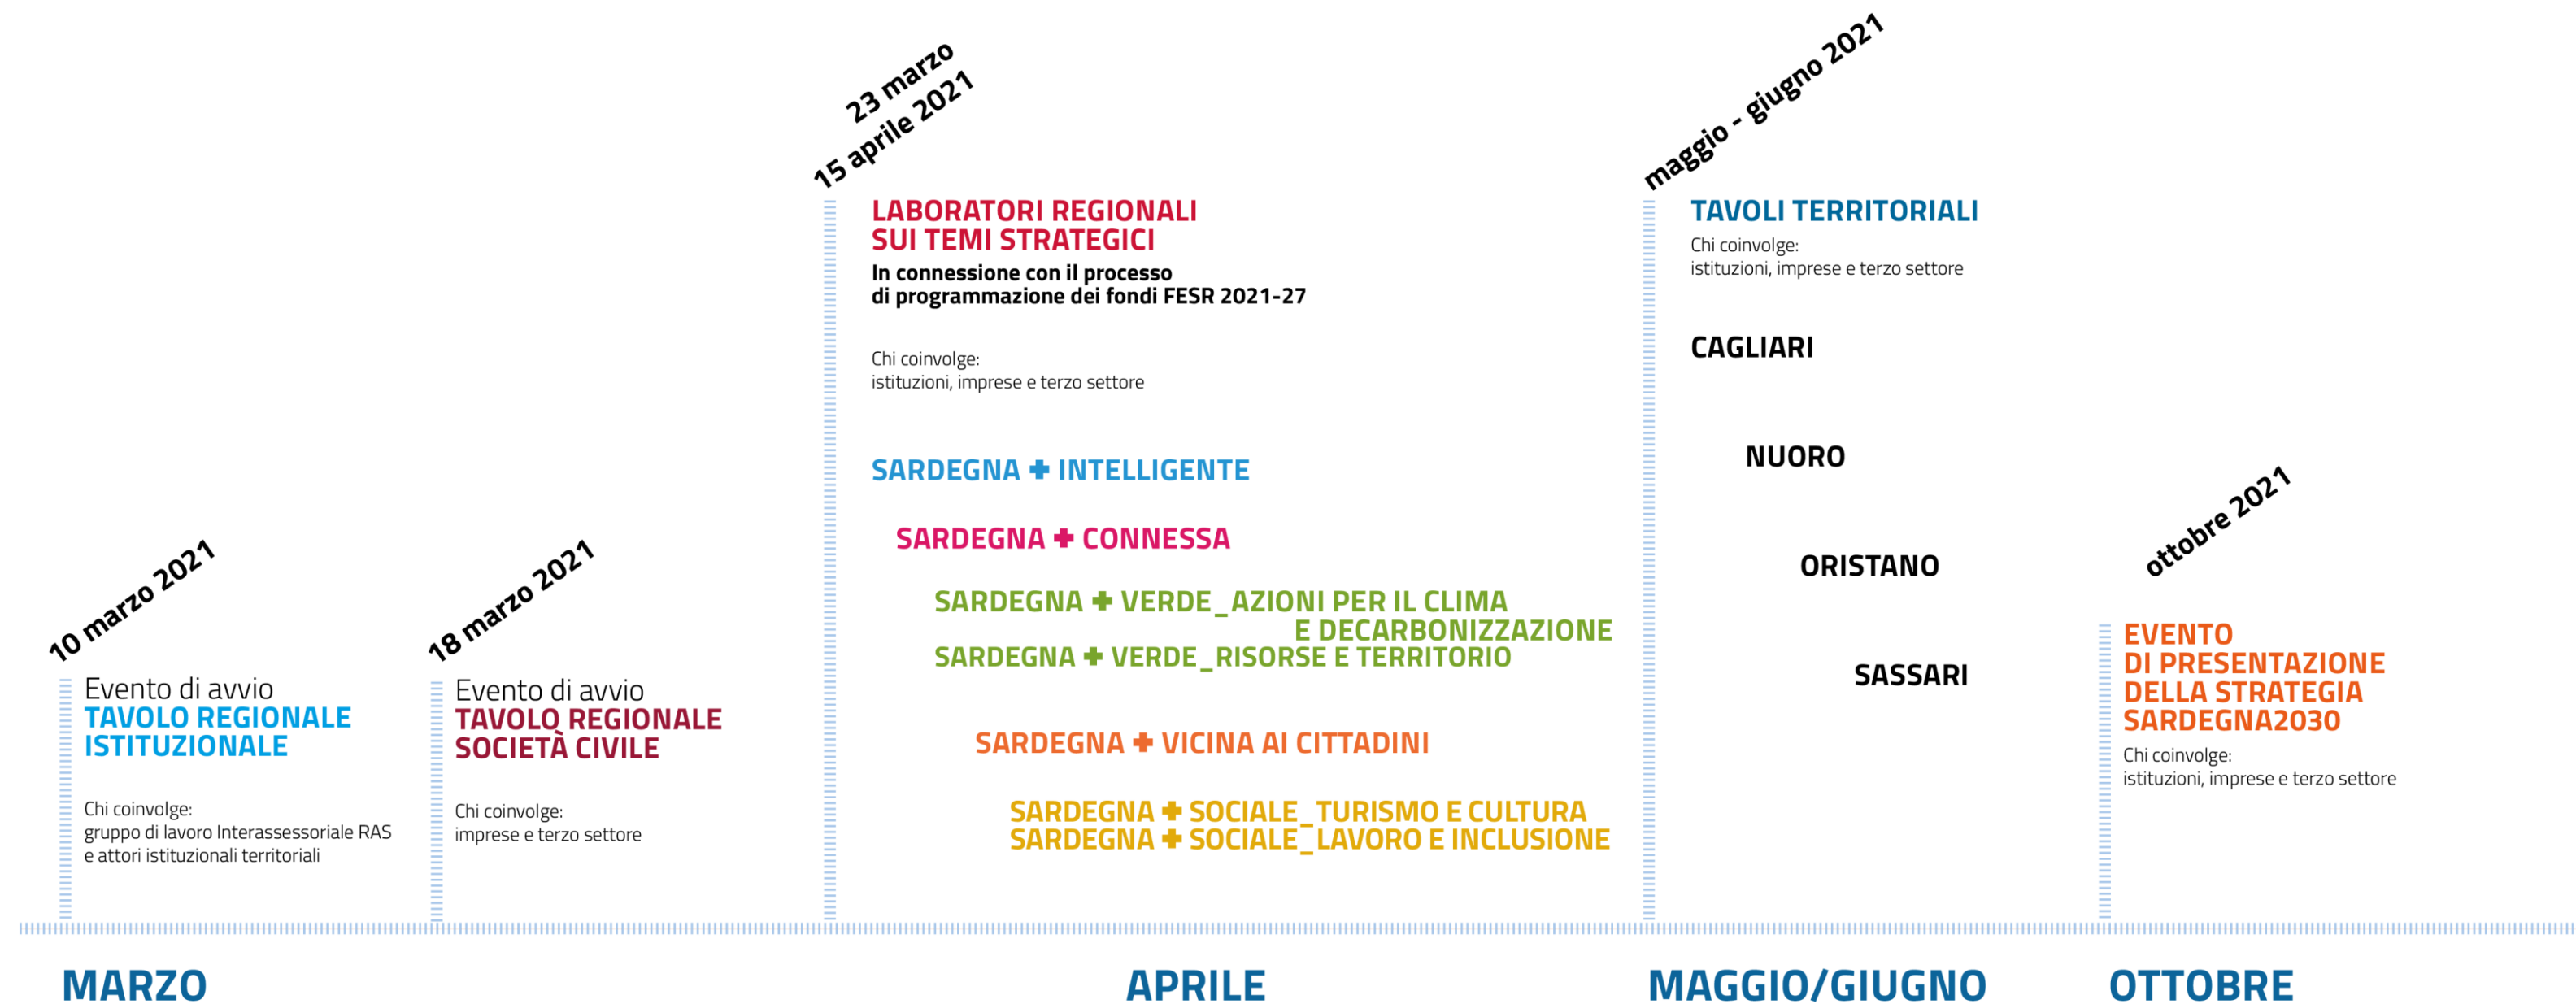 10 marzo 2021
Evento di avvio
TAVOLO REGIONALE
ISTITUZIONALE
Chi coinvolge:
gruppo di lavoro Interassessoriale RAS
e attori istituzionali territoriali
18 marzo 2021
Evento di avvio
TAVOLO REGIONALE
SOCIETÀ CIVILE
Chi coinvolge:
imprese e terzo settore
23 marzo
15 aprile 2021
LABORATORI REGIONALI
SUI TEMI STRATEGICI
In connessione con il processo
di programmazione dei fondi FESR 2021-27
Chi coinvolge:
istituzioni, imprese e terzo settore
SARDEGNA + INTELLIGENTE
SARDEGNA + CONNESSA
SARDEGNA + VERDE_AZIONI PER IL CLIMA
E DECARBONIZZAZIONE
SARDEGNA + VERDE_RISORSE E TERRITORIO
SARDEGNA + VICINA AI CITTADINI
SARDEGNA + SOCIALE_TURISMO E CULTURA
SARDEGNA + SOCIALE_LAVORO E INCLUSIONE
maggio - giugno 2021
TAVOLI TERRITORIALI
Chi coinvolge:
istituzioni, imprese e terzo settore
CAGLIARI
NUORO
ORISTANO
SASSARI
ottobre 2021
EVENTO
DI PRESENTAZIONE
DELLA STRATEGIA
SARDEGNA2030
Chi coinvolge:
istituzioni, imprese e terzo settore
MARZO
APRILE
MAGGIO/GIUGNO
OTTOBRE